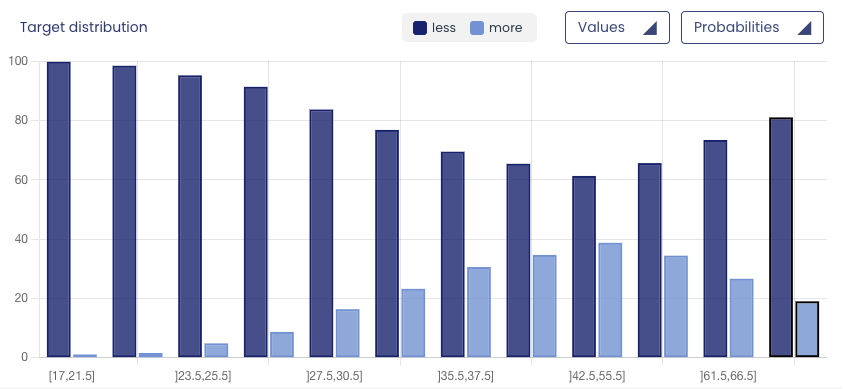 Target distribution
less more
Values
Probabilities
100
80
60
40
20
0
[17,21.5] ]23.5,25.5] ]27.5,30.5] ]35.5,37.5] ]42.5,55.5] ]61.5,66.5]